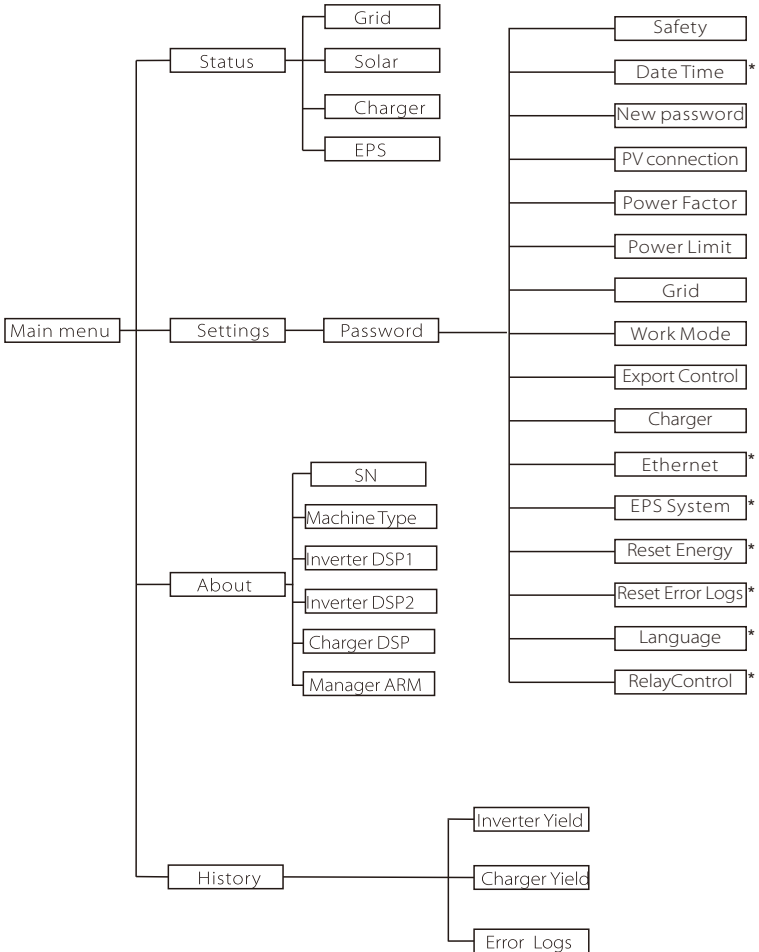 Main menu
Status
Grid
Solar
Charger
EPS
Settings
Password
Safety
Date Time *
New password
PV connection
Power Factor
Power Limit
Grid
Work Mode
Export Control
Charger
Ethernet *
EPS System *
Reset Energy *
Reset Error Logs *
Language *
RelayControl *
About
SN
Machine Type
Inverter DSP1
Inverter DSP2
Charger DSP
Manager ARM
History
Inverter Yield
Charger Yield
Error Logs